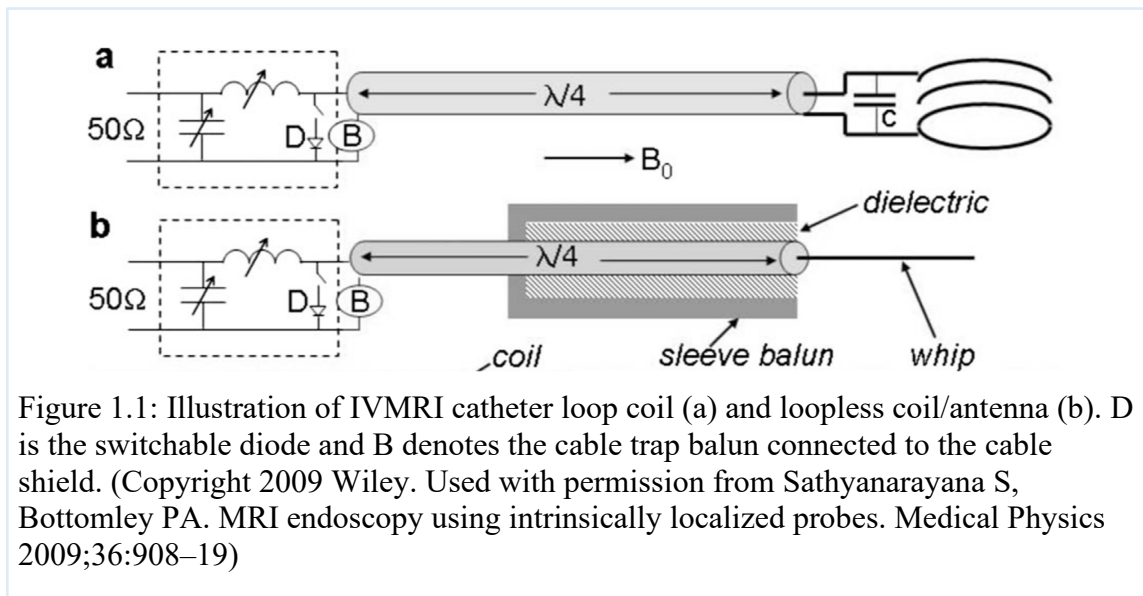 a
λ/4
50Ω
D
B
C
B₀
b
dielectric
λ/4
50Ω
D
B
coil
sleeve balun
whip
Figure 1.1: Illustration of IVMRI catheter loop coil (a) and loopless coil/antenna (b). D
is the switchable diode and B denotes the cable trap balun connected to the cable
shield. (Copyright 2009 Wiley. Used with permission from Sathyanarayana S,
Bottomley PA. MRI endoscopy using intrinsically localized probes. Medical Physics
2009;36:908–19)